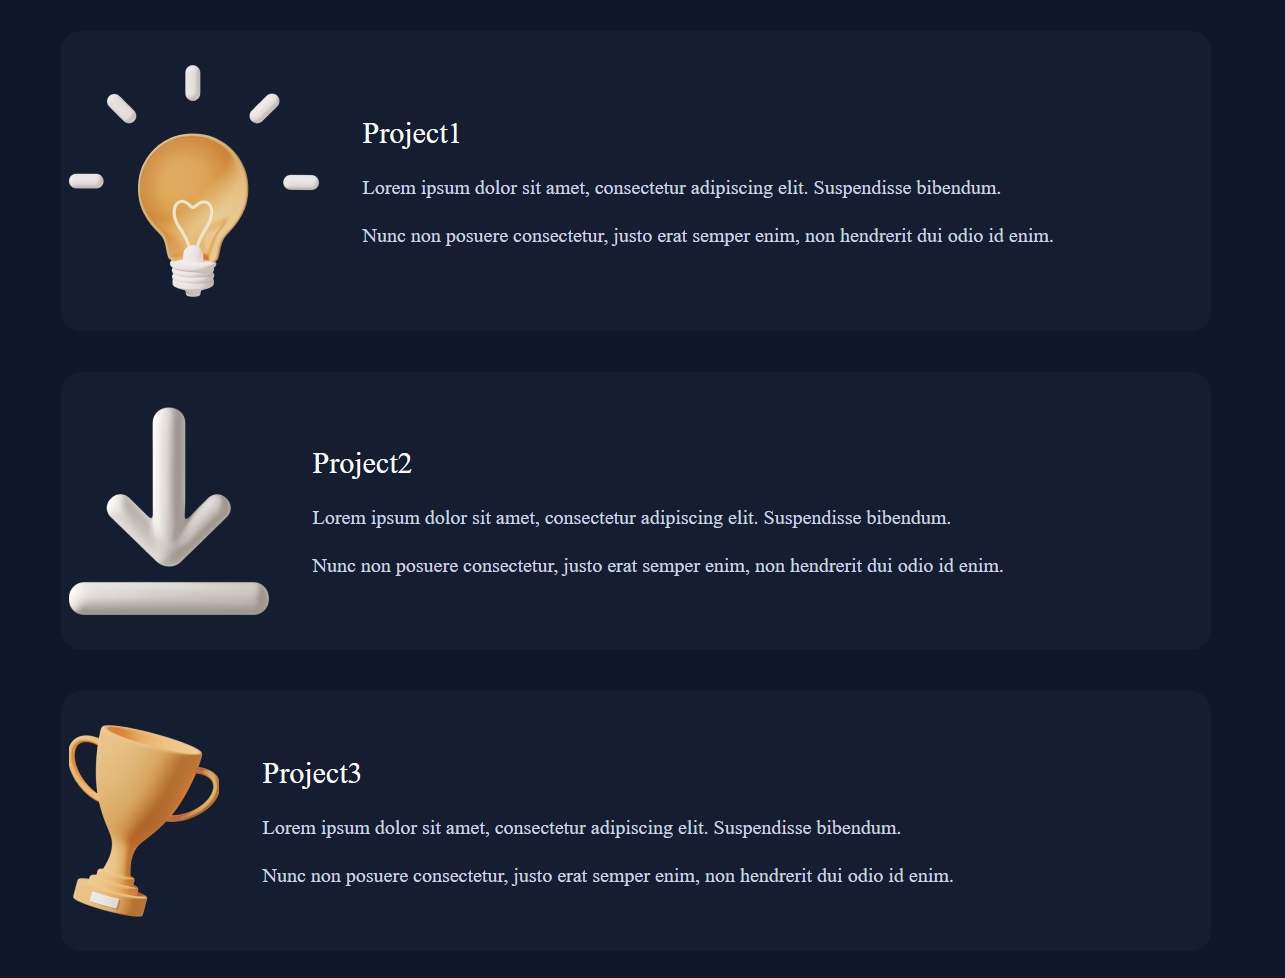 Project1
Lorem ipsum dolor sit amet, consectetur adipiscing elit. Suspendisse bibendum.
Nunc non posuere consectetur, justo erat semper enim, non hendrerit dui odio id enim.
Project2
Lorem ipsum dolor sit amet, consectetur adipiscing elit. Suspendisse bibendum.
Nunc non posuere consectetur, justo erat semper enim, non hendrerit dui odio id enim.
Project3
Lorem ipsum dolor sit amet, consectetur adipiscing elit. Suspendisse bibendum.
Nunc non posuere consectetur, justo erat semper enim, non hendrerit dui odio id enim.